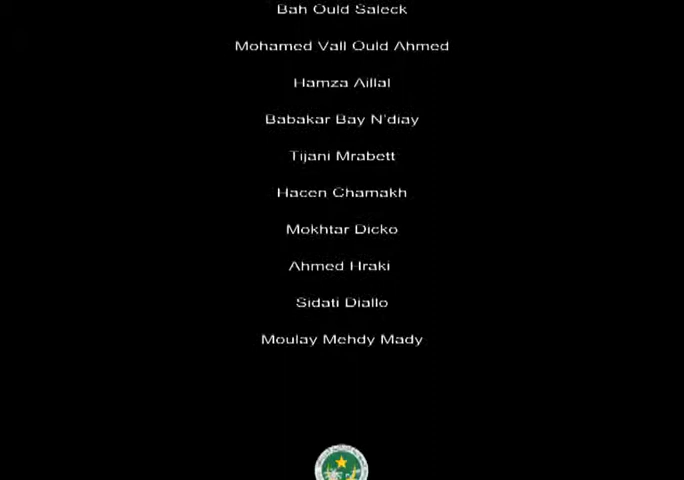 Bah Ould Saleck
Mohamed Vall Ould Ahmed
Hamza Aillal
Babakar Bay N'diay
Tijani Mrabett
Hacen Chamakh
Mokhtar Dicko
Ahmed Hraki
Sidati Diallo
Moulay Mehdy Mady